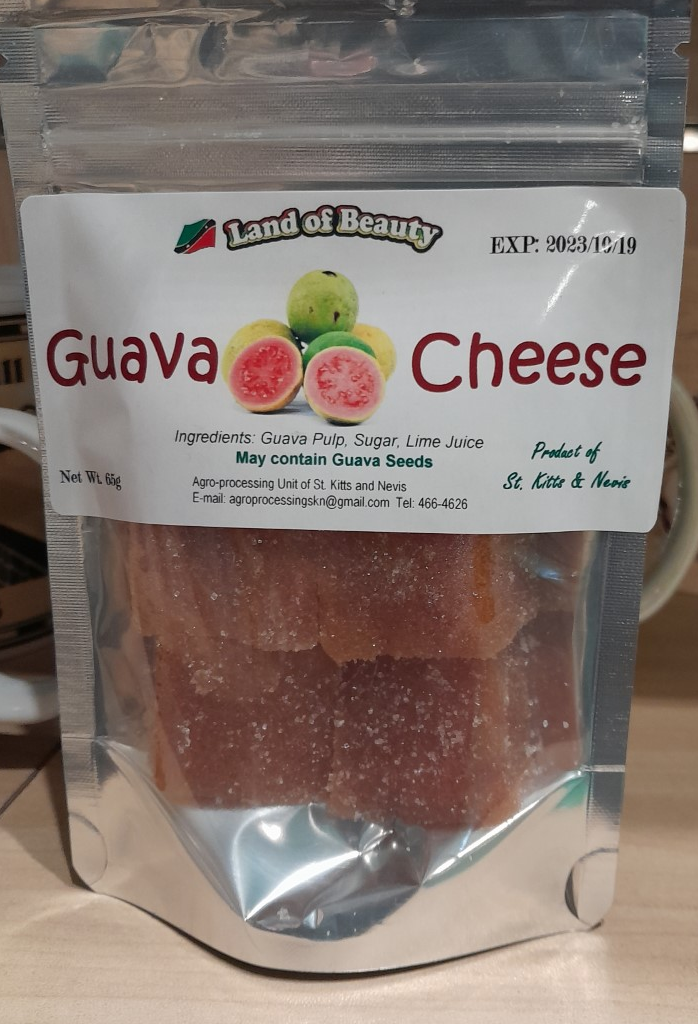 Land of Beauty
EXP: 2023/10/19
Guava Cheese
Ingredients: Guava Pulp, Sugar, Lime Juice
May contain Guava Seeds
Product of
St. Kitts & Nevis
Net Wt. 65g
Agro-processing Unit of St. Kitts and Nevis
E-mail: agroprocessingskn@gmail.com Tel: 466-4626